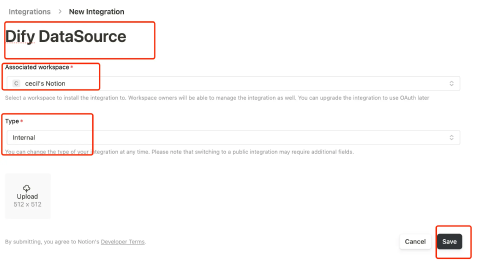 Integrations > New Integration
Dify DataSource
Associated workspace *
C cecil's Notion
Select a workspace to install the integration to. Workspace owners will be able to manage the integration as well. You can upgrade the integration to use OAuth later.
Type *
Internal
You can change the type of your integration at any time. Please note that switching to a public integration may require additional fields.
Upload
512 x 512
By submitting, you agree to Notion's Developer Terms.
Cancel
Save